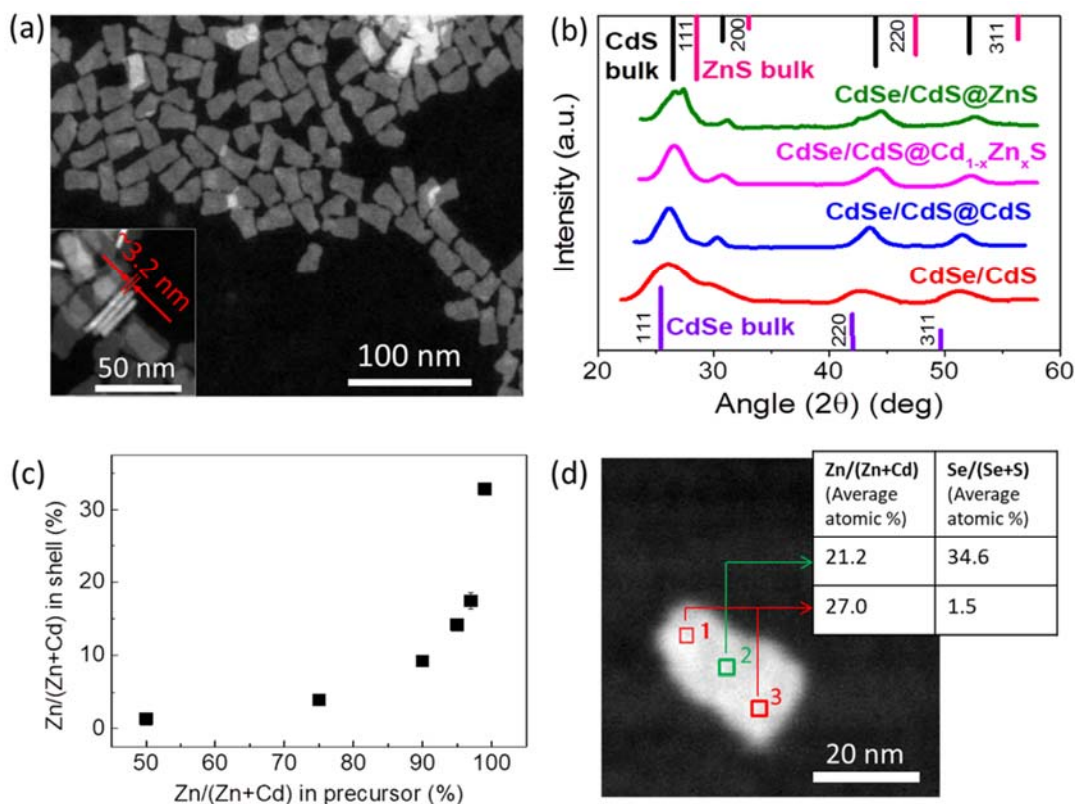 (a)
~3.2 nm
50 nm
100 nm
(b)
CdS
bulk
111
ZnS bulk
200
220
311
CdSe/CdS@ZnS
CdSe/CdS@Cd₁₋ₓZnₓS
CdSe/CdS@CdS
CdSe/CdS
111
CdSe bulk
220
311
Intensity (a.u.)
20 30 40 50 60
Angle (2θ) (deg)
(c)
Zn/(Zn+Cd) in shell (%)
30
20
10
0
50 60 70 80 90 100
Zn/(Zn+Cd) in precursor (%)
(d)
Zn/(Zn+Cd) Se/(Se+S)
(Average (Average
atomic %) atomic %)
21.2 34.6
27.0 1.5
1
2
3
20 nm